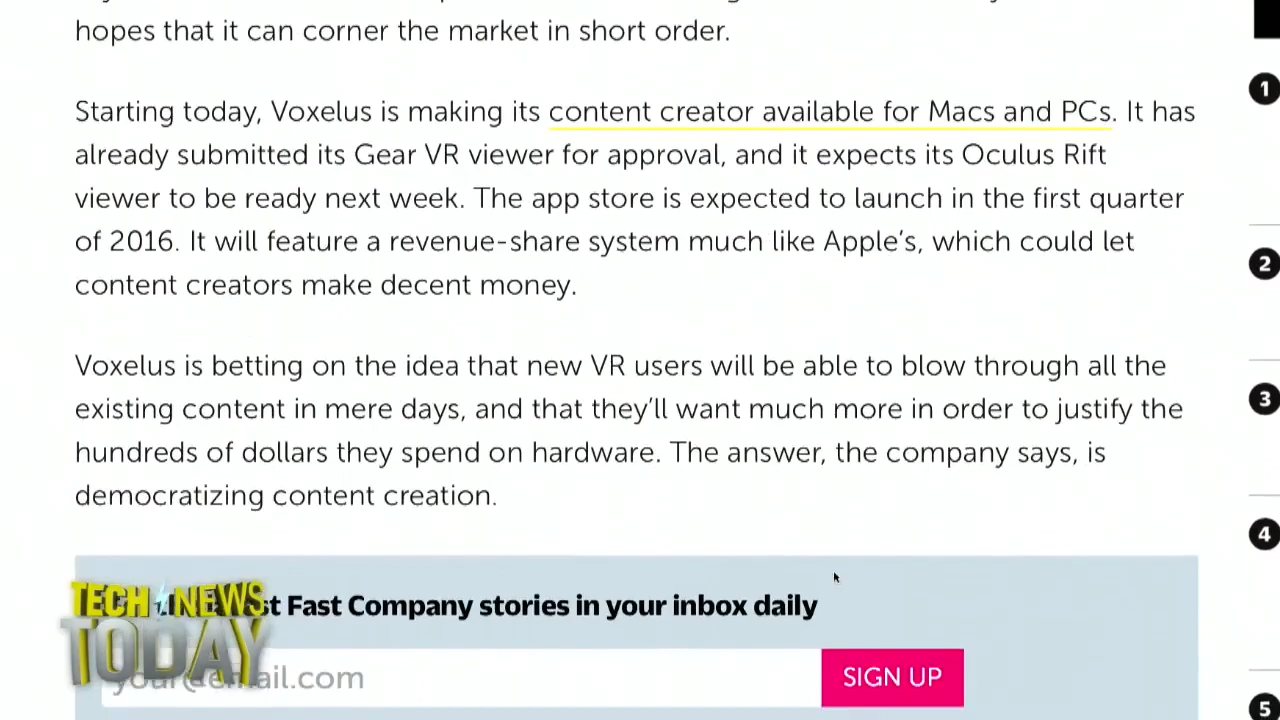 hopes that it can corner the market in short order.
Starting today, Voxelus is making its content creator available for Macs and PCs. It has
already submitted its Gear VR viewer for approval, and it expects its Oculus Rift
viewer to be ready next week. The app store is expected to launch in the first quarter
of 2016. It will feature a revenue-share system much like Apple’s, which could let
content creators make decent money.
Voxelus is betting on the idea that new VR users will be able to blow through all the
existing content in mere days, and that they’ll want much more in order to justify the
hundreds of dollars they spend on hardware. The answer, the company says, is
democratizing content creation.
Fast Company stories in your inbox daily
your@email.com
SIGN UP
TECH NEWS
TODAY
1
2
3
4
5